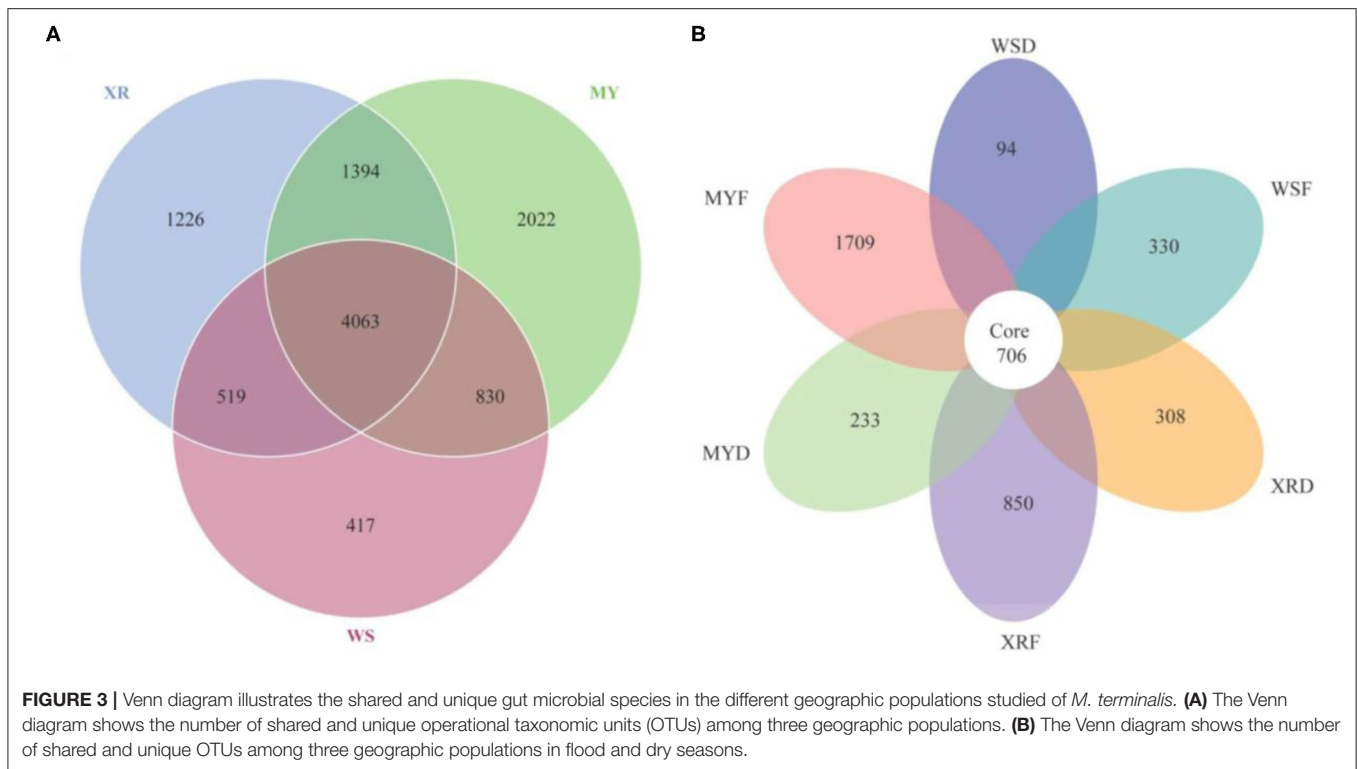 A
XR
MY
1394
1226
2022
4063
519
830
417
WS
B
WSD
94
MYF
WSF
1709
330
Core
706
233
308
MYD
XRD
850
XRF
FIGURE 3 | Venn diagram illustrates the shared and unique gut microbial species in the different geographic populations studied of M. terminalis. (A) The Venn
diagram shows the number of shared and unique operational taxonomic units (OTUs) among three geographic populations. (B) The Venn diagram shows the number
of shared and unique OTUs among three geographic populations in flood and dry seasons.